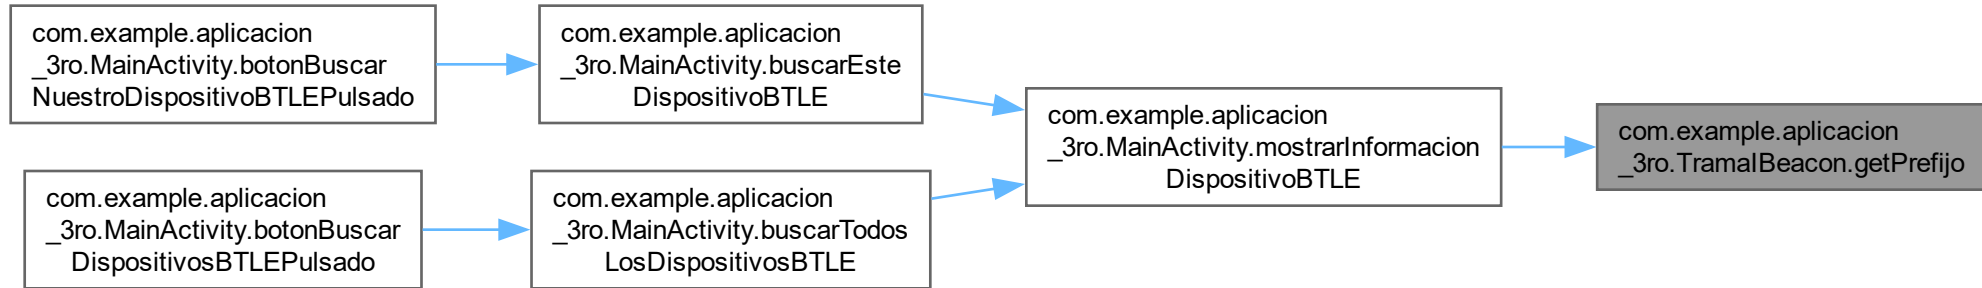 com.example.aplicacion
_3ro.MainActivity.botonBuscar
NuestroDispositivoBTLEPulsado
com.example.aplicacion
_3ro.MainActivity.buscarEste
DispositivoBTLE
com.example.aplicacion
_3ro.MainActivity.botonBuscar
DispositivosBTLEPulsado
com.example.aplicacion
_3ro.MainActivity.buscarTodos
LosDispositivosBTLE
com.example.aplicacion
_3ro.MainActivity.mostrarInformacion
DispositivoBTLE
com.example.aplicacion
_3ro.TramaIBeacon.getPrefijo